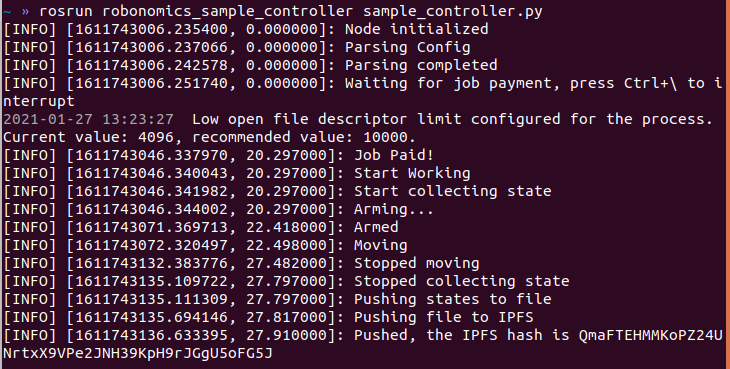 ~ » rosrun robonomics_sample_controller sample_controller.py
[INFO] [1611743006.235400, 0.000000]: Node initialized
[INFO] [1611743006.237066, 0.000000]: Parsing Config
[INFO] [1611743006.242578, 0.000000]: Parsing completed
[INFO] [1611743006.251740, 0.000000]: Waiting for job payment, press Ctrl+\ to i
nterrupt
2021-01-27 13:23:27  Low open file descriptor limit configured for the process.
Current value: 4096, recommended value: 10000.
[INFO] [1611743046.337970, 20.297000]: Job Paid!
[INFO] [1611743046.340043, 20.297000]: Start Working
[INFO] [1611743046.341982, 20.297000]: Start collecting state
[INFO] [1611743046.344002, 20.297000]: Arming...
[INFO] [1611743071.369713, 22.418000]: Armed
[INFO] [1611743072.320497, 22.498000]: Moving
[INFO] [1611743132.383776, 27.482000]: Stopped moving
[INFO] [1611743135.109722, 27.797000]: Stopped collecting state
[INFO] [1611743135.111309, 27.797000]: Pushing states to file
[INFO] [1611743135.694146, 27.817000]: Pushing file to IPFS
[INFO] [1611743136.633395, 27.910000]: Pushed, the IPFS hash is QmaFTEHMMKoPZ24U
NrtxX9VPe2JNH39KpH9rJGgU5oFG5J